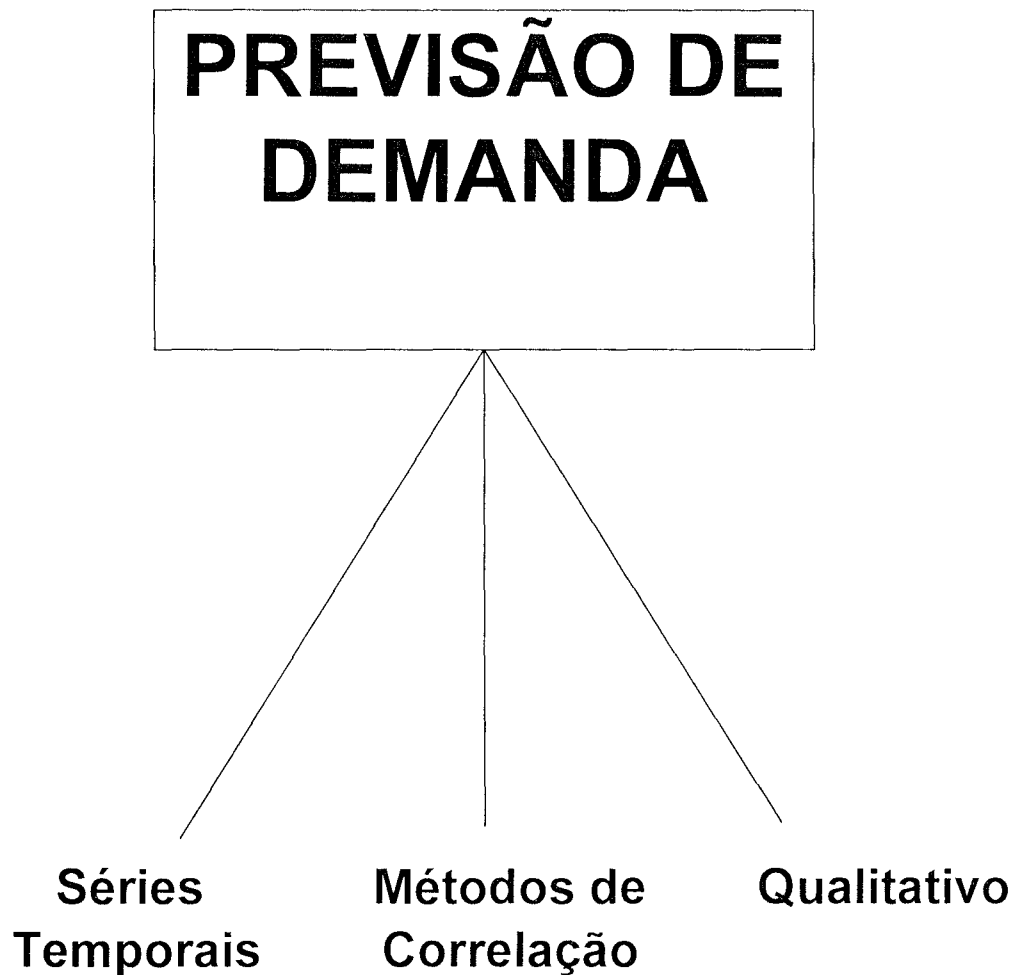 PREVISÃO DE
DEMANDA
Séries
Temporais
Métodos de
Correlação
Qualitativo